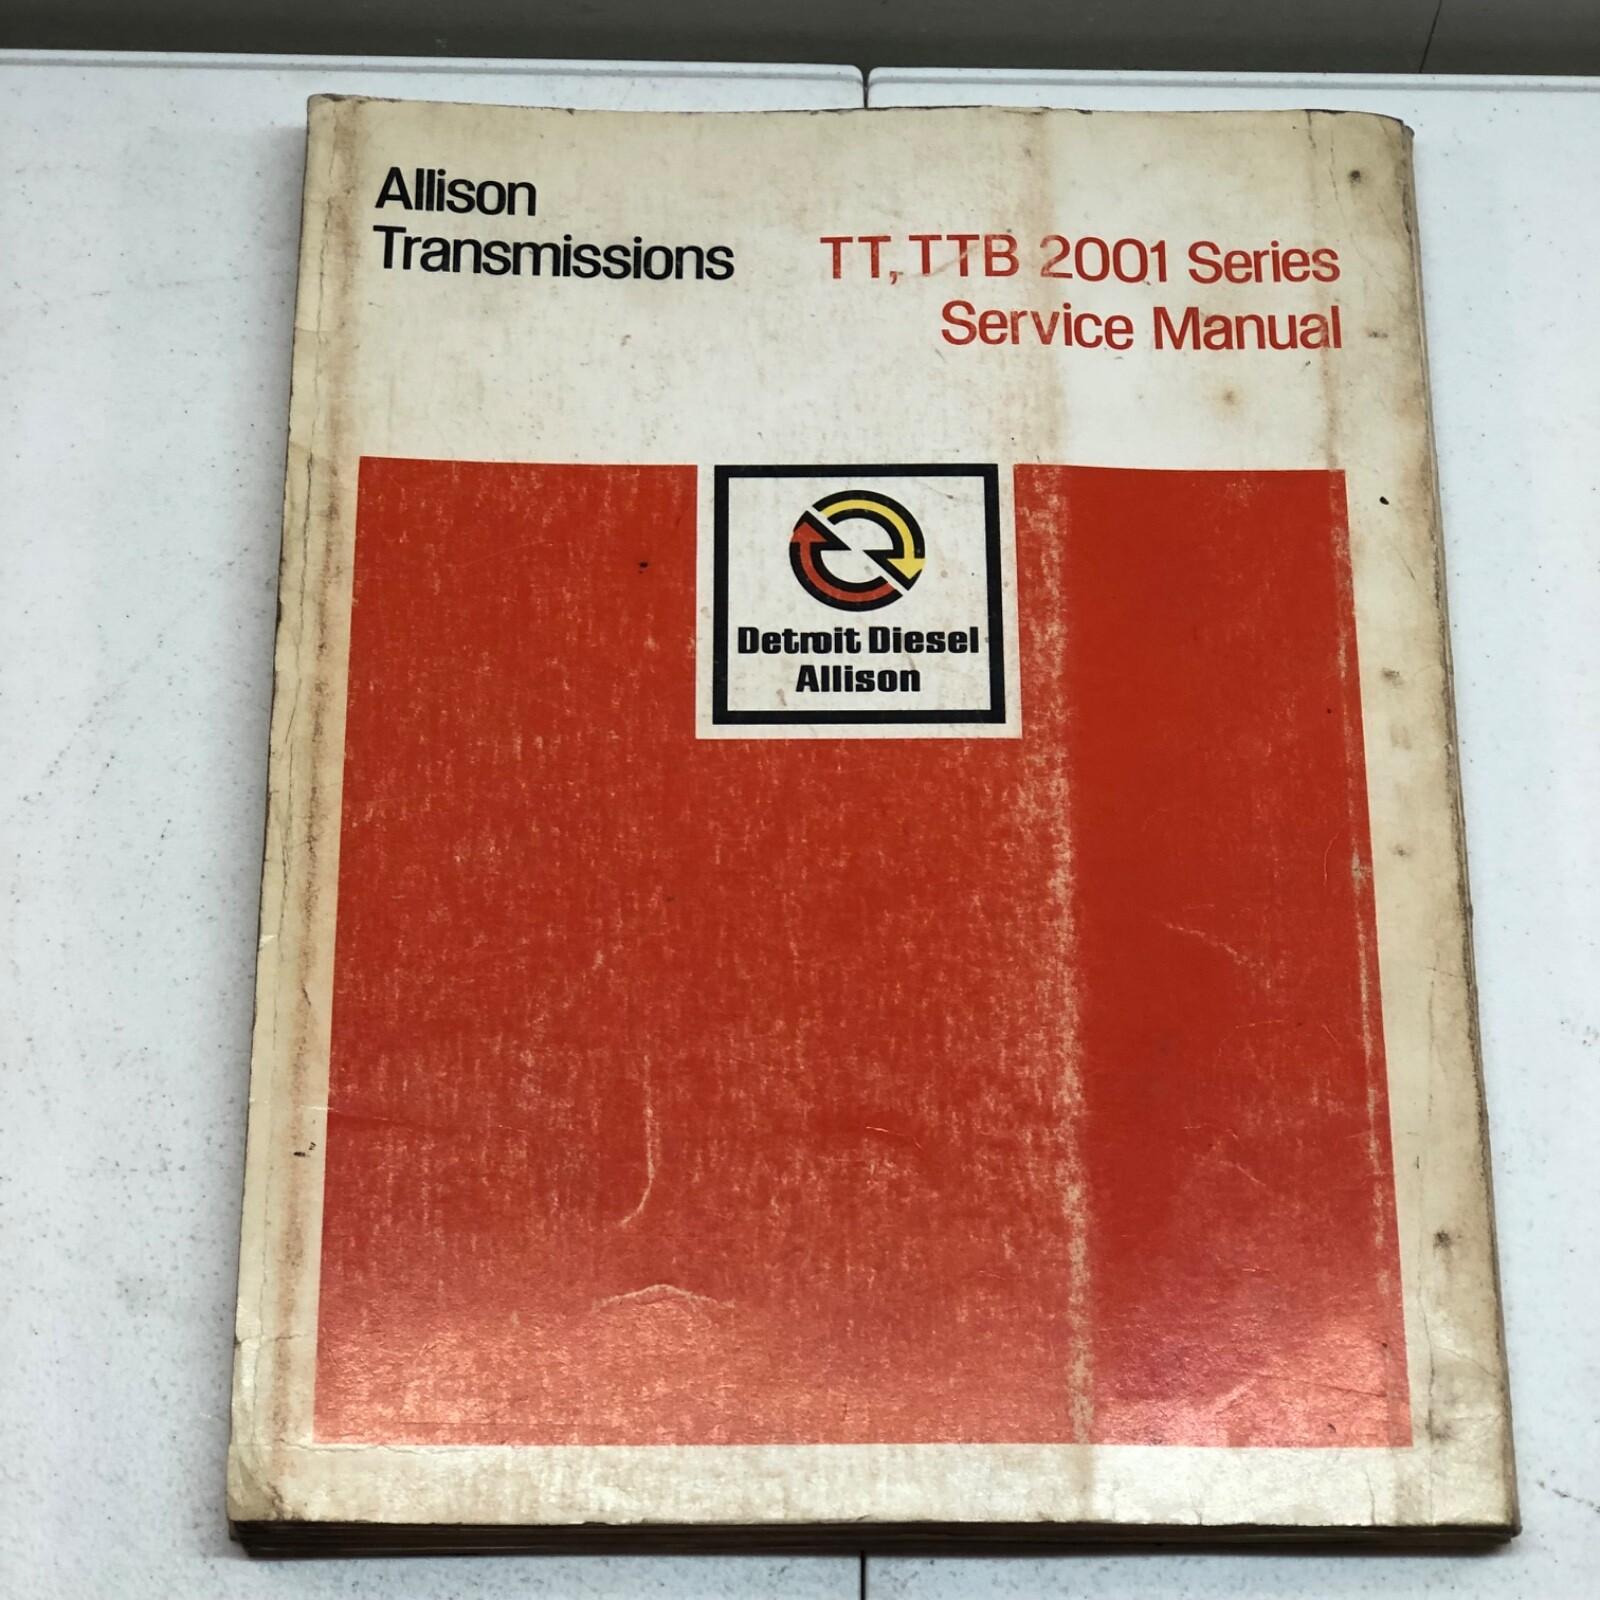 Allison
Transmissions
TT, TTB 2001 Series
Service Manual
Detroit Diesel
Allison